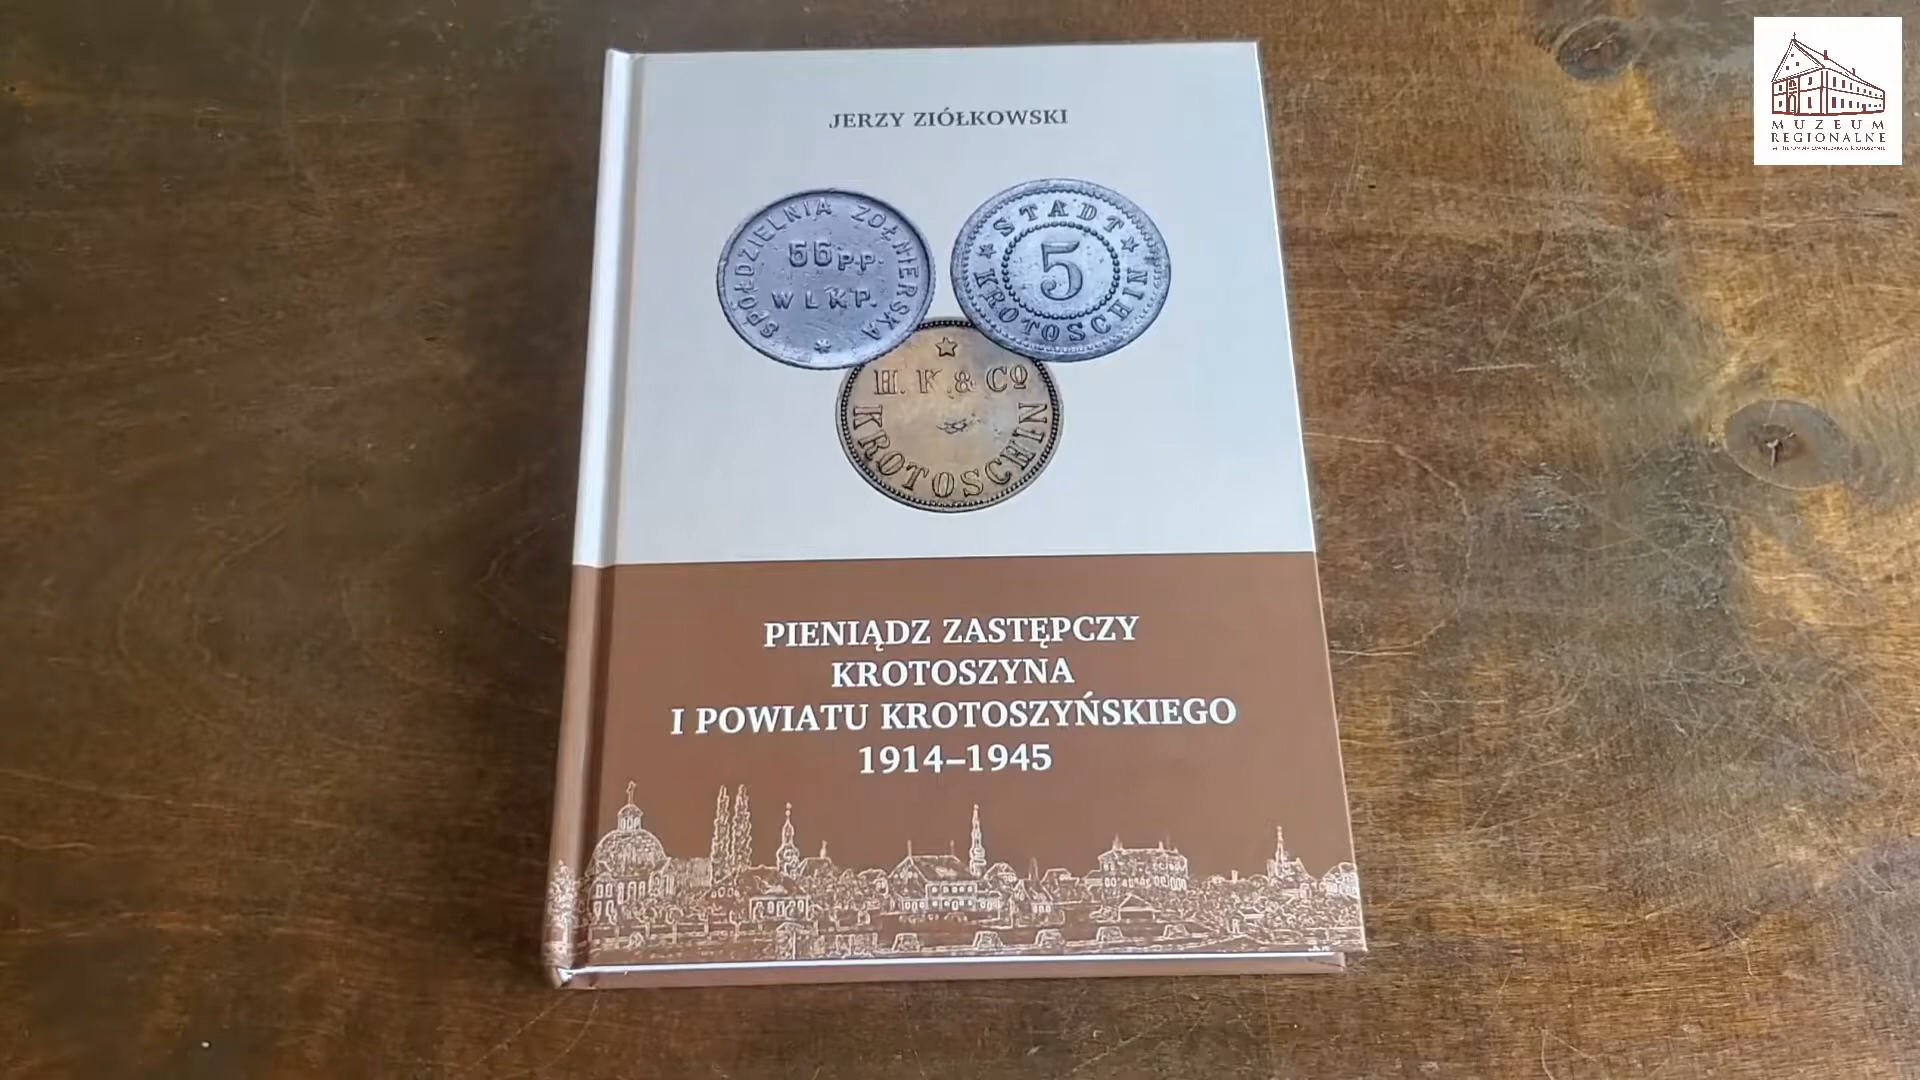 JERZY ZIÓŁKOWSKI
SPÓŁDZIELNIA ŻOŁNIERSKA
56 P.P.
WLKP.
STADT
5
KROTOSCHIN
H. K. & Co
KROTOSCHIN
PIENIĄDZ ZASTĘPCZY
KROTOSZYNA
I POWIATU KROTOSZYŃSKIEGO
1914–1945
MUZEUM
REGIONALNE